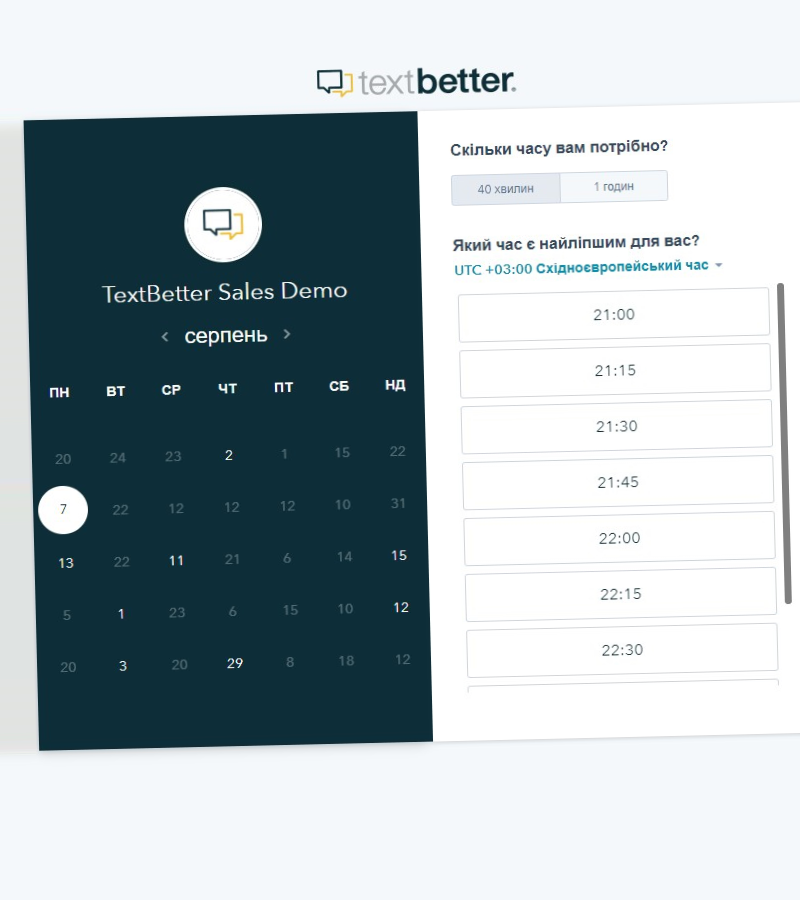 textbetter.
TextBetter Sales Demo
серпень
ПН ВТ СР ЧТ ПТ СБ НД
20 24 23 2 1 15 22
7 22 12 12 12 10 31
13 22 11 21 6 14 15
5 1 23 6 15 10 12
20 3 20 29 8 18 12
Скільки часу вам потрібно?
40 хвилин 1 годин
Який час є найліпшим для вас?
UTC +03:00 Східноєвропейський час
21:00
21:15
21:30
21:45
22:00
22:15
22:30